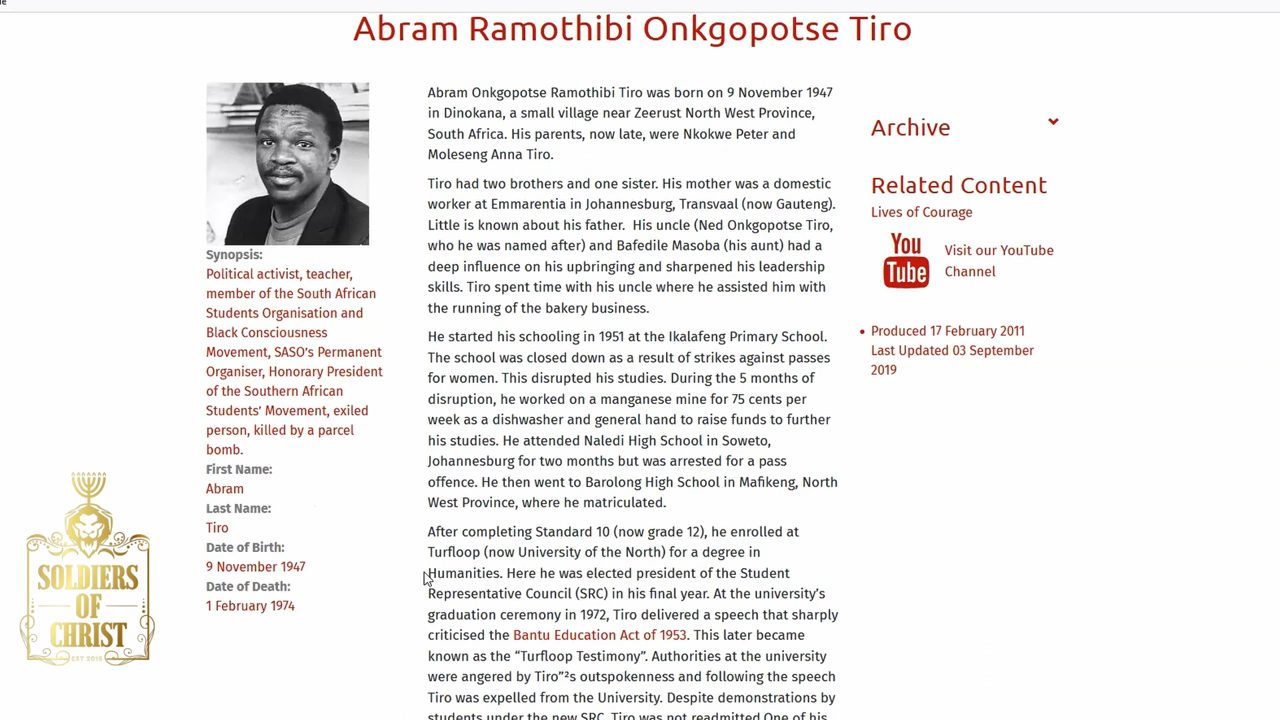 Abram Ramothibi Onkgopotse Tiro
Synopsis:
Political activist, teacher,
member of the South African
Students Organisation and
Black Consciousness
Movement, SASO's Permanent
Organiser, Honorary President
of the Southern African
Students' Movement, exiled
person, killed by a parcel
bomb.
First Name:
Abram
Last Name:
Tiro
Date of Birth:
9 November 1947
Date of Death:
1 February 1974
Abram Onkgopotse Ramothibi Tiro was born on 9 November 1947
in Dinokana, a small village near Zeerust North West Province,
South Africa. His parents, now late, were Nkokwe Peter and
Moleseng Anna Tiro.
Tiro had two brothers and one sister. His mother was a domestic
worker at Emmarentia in Johannesburg, Transvaal (now Gauteng).
Little is known about his father.  His uncle (Ned Onkgopotse Tiro,
who he was named after) and Bafedile Masoba (his aunt) had a
deep influence on his upbringing and sharpened his leadership
skills. Tiro spent time with his uncle where he assisted him with
the running of the bakery business.
He started his schooling in 1951 at the Ikalafeng Primary School.
The school was closed down as a result of strikes against passes
for women. This disrupted his studies. During the 5 months of
disruption, he worked on a manganese mine for 75 cents per
week as a dishwasher and general hand to raise funds to further
his studies. He attended Naledi High School in Soweto,
Johannesburg for two months but was arrested for a pass
offence. He then went to Barolong High School in Mafikeng, North
West Province, where he matriculated.
After completing Standard 10 (now grade 12), he enrolled at
Turfloop (now University of the North) for a degree in
Humanities. Here he was elected president of the Student
Representative Council (SRC) in his final year. At the university's
graduation ceremony in 1972, Tiro delivered a speech that sharply
criticised the Bantu Education Act of 1953. This later became
known as the "Turfloop Testimony". Authorities at the university
were angered by Tiro"²s outspokenness and following the speech
Tiro was expelled from the University. Despite demonstrations by
students under the new SRC, Tiro was not readmitted One of his
Archive
Related Content
Lives of Courage
You
Tube
Visit our YouTube
Channel
• Produced 17 February 2011
Last Updated 03 September
2019
SOLDIERS
OF
CHRIST
EST 2015